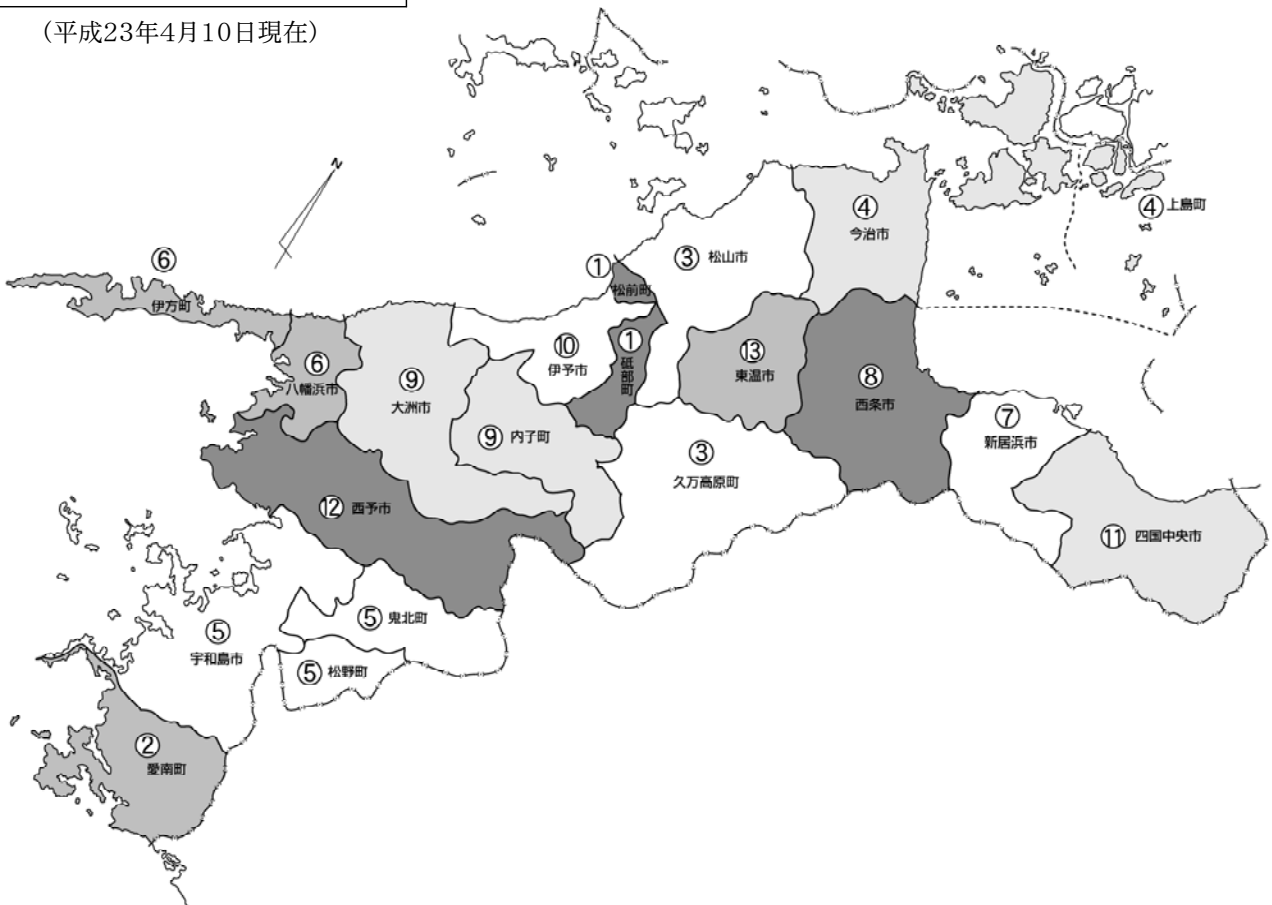 (平成23年4月10日現在)
N
④
上島町
④
今治市
③
松山市
⑥
伊方町
①
松前町
①
砥部町
⑩
伊予市
⑬
東温市
⑥
八幡浜市
⑨
大洲市
⑧
西条市
⑦
新居浜市
⑨
内子町
③
久万高原町
⑫
西予市
⑪
四国中央市
⑤
鬼北町
⑤
宇和島市
⑤
松野町
②
愛南町